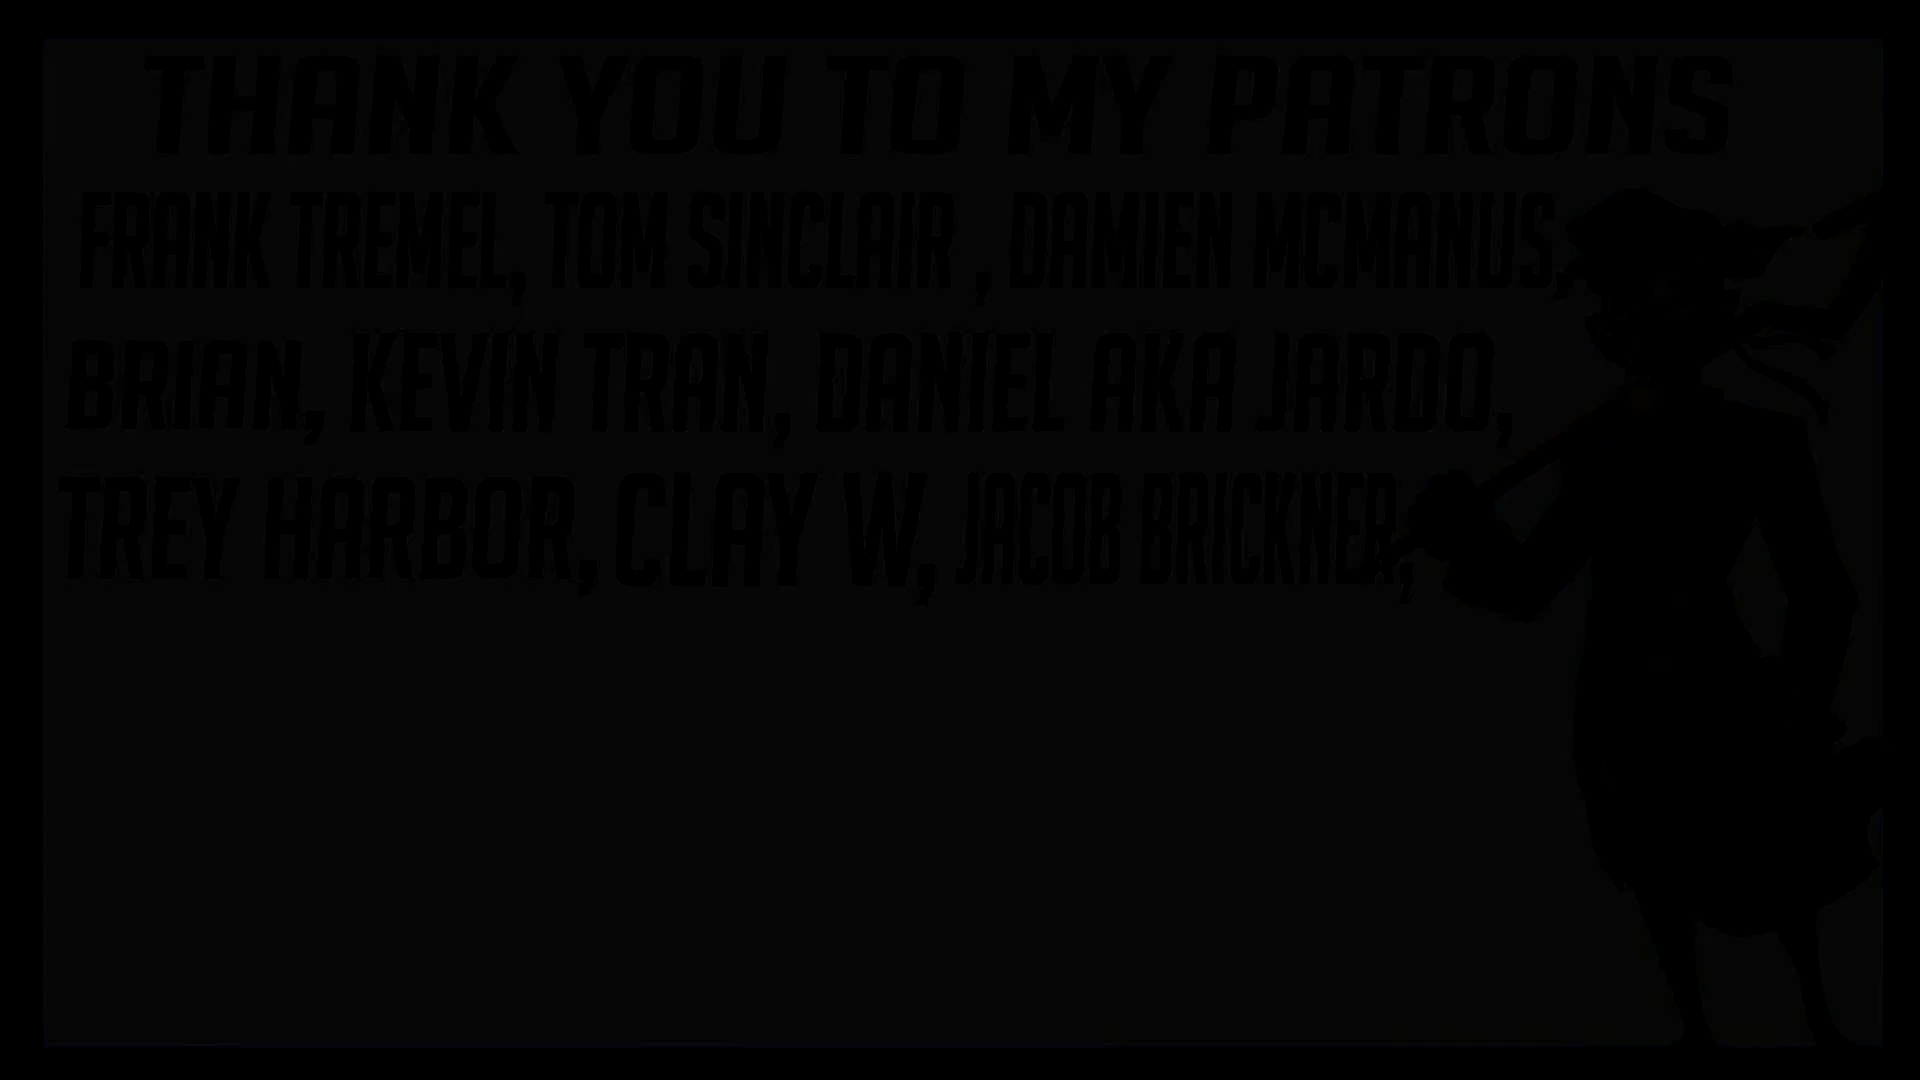 THANK YOU TO MY PATRONS
FRANK TREMEL, TOM SINCLAIR , DAMIEN MCMANUS,
BRIAN, KEVIN TRAN, DANIEL AKA JARDO,
TREY HARBOR, CLAY W, JACOB BRICKNER,